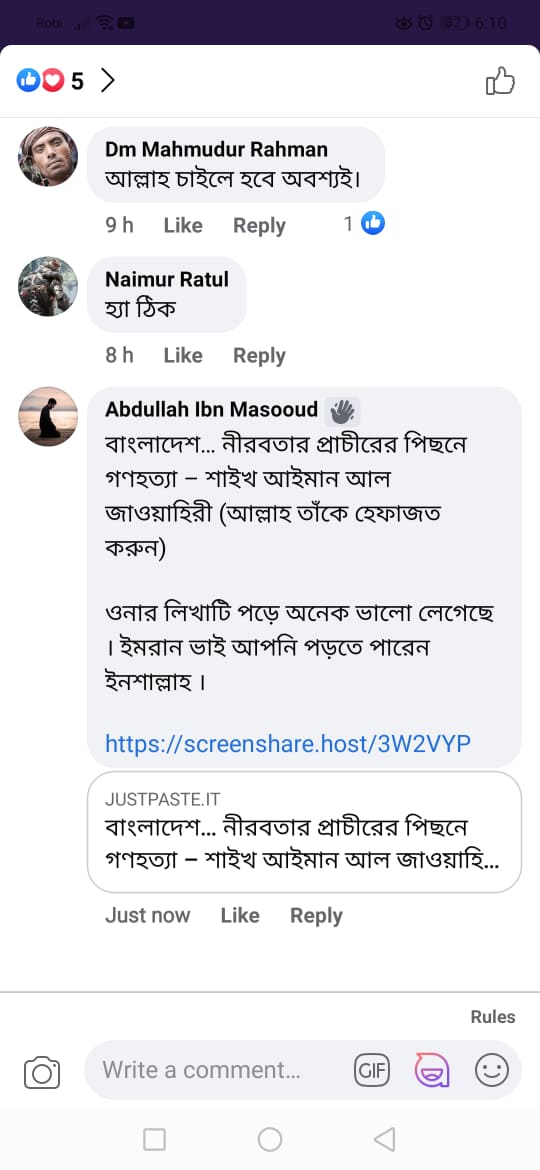 Robi
82 6:10
5
Dm Mahmudur Rahman
আল্লাহ চাইলে হবে অবশ্যই।
9 h Like Reply 1
Naimur Ratul
হ্যা ঠিক
8 h Like Reply
Abdullah Ibn Masooud
বাংলাদেশ... নীরবতার প্রাচীরের পিছনে
গণহত্যা – শাইখ আইমান আল
জাওয়াহিরী (আল্লাহ তাঁকে হেফাজত
করুন)
ওনার লিখাটি পড়ে অনেক ভালো লেগেছে
। ইমরান ভাই আপনি পড়তে পারেন
ইনশাল্লাহ ।
https://screenshare.host/3W2VYP
JUSTPASTE.IT
বাংলাদেশ... নীরবতার প্রাচীরের পিছনে
গণহত্যা – শাইখ আইমান আল জাওয়াহি...
Just now Like Reply
Rules
Write a comment...
GIF